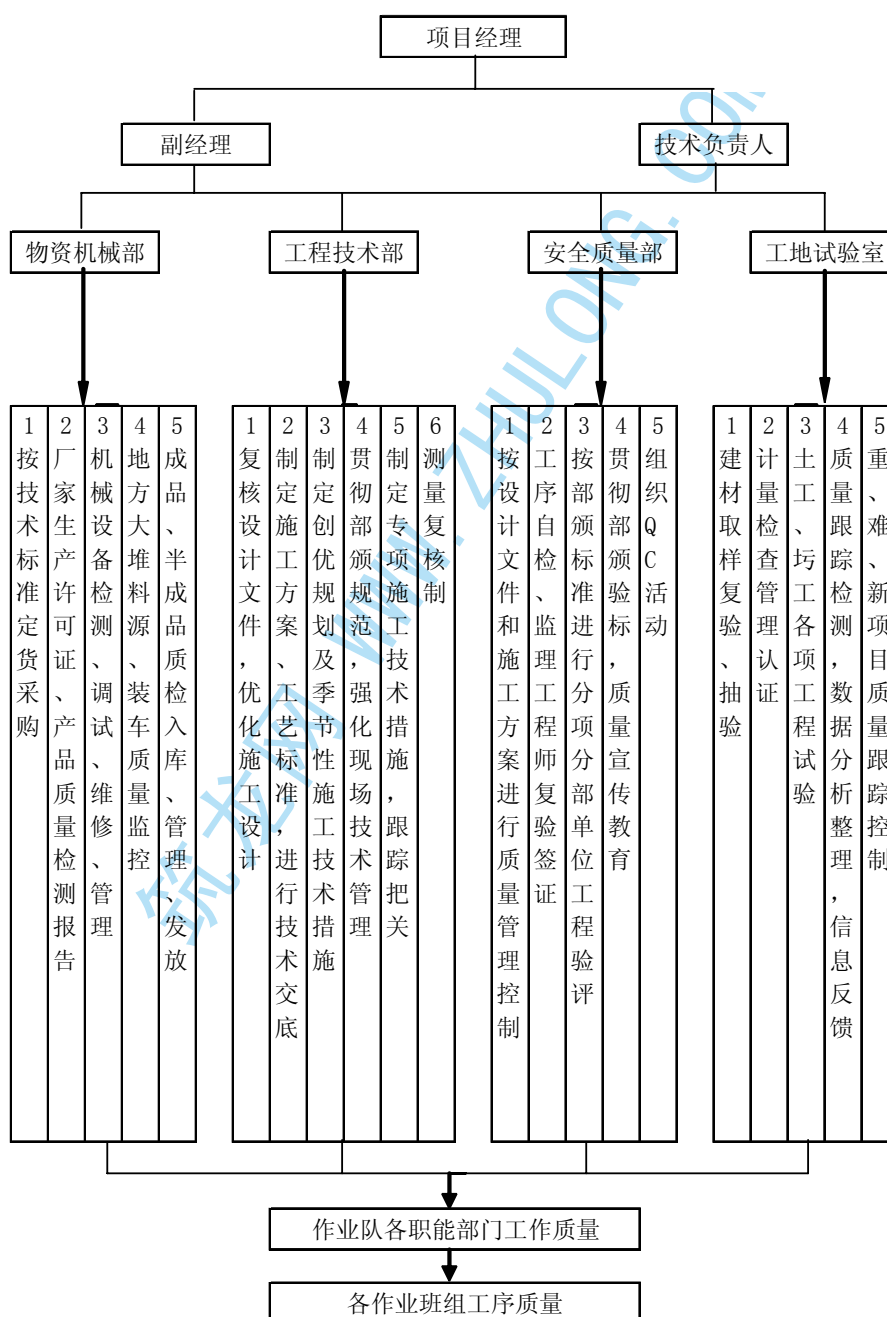 项目经理
副经理
技术负责人
物资机械部
工程技术部
安全质量部
工地试验室
1按技术标准定货采购
2厂家生产许可证、产品质量检测报告
3机械设备检测、调试、维修、管理
4地方大堆料源、装车质量监控
5成品、半成品质检入库、管理、发放
1复核设计文件，优化施工设计
2制定施工方案、工艺标准，进行技术交底
3制定创优规划及季节性施工技术措施
4贯彻部颁规范，强化现场技术管理
5制定专项施工技术措施，跟踪把关
6测量复核制
1按设计文件和施工方案进行质量管理控制
2工序自检、监理工程师复验签证
3按部颁标准进行分项分部单位工程验评
4贯彻部颁验标，质量宣传教育
5组织QC活动
1建材取样复验、抽验
2计量检查管理认证
3土工、圬工各项工程试验
4质量跟踪检测，数据分析整理，信息反馈
5重、难、新项目质量跟踪控制
作业队各职能部门工作质量
各作业班组工序质量
筑龙网 WWW.ZHULONG.COM